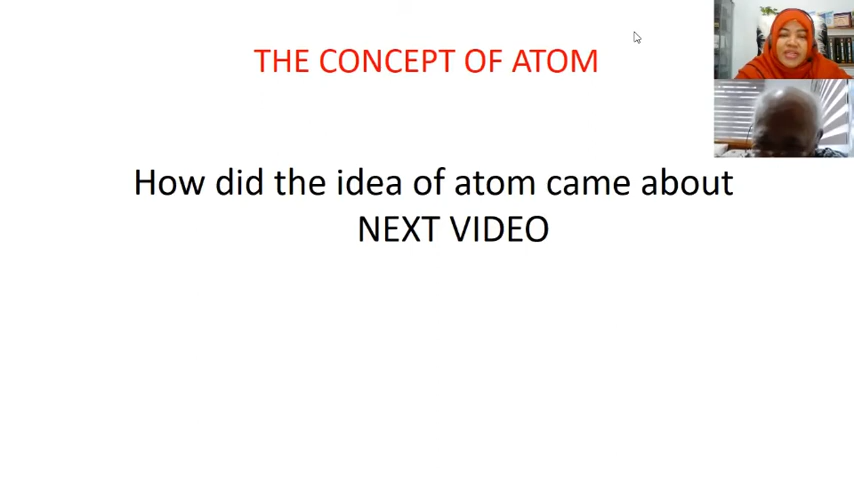 THE CONCEPT OF ATOM
How did the idea of atom came about
NEXT VIDEO